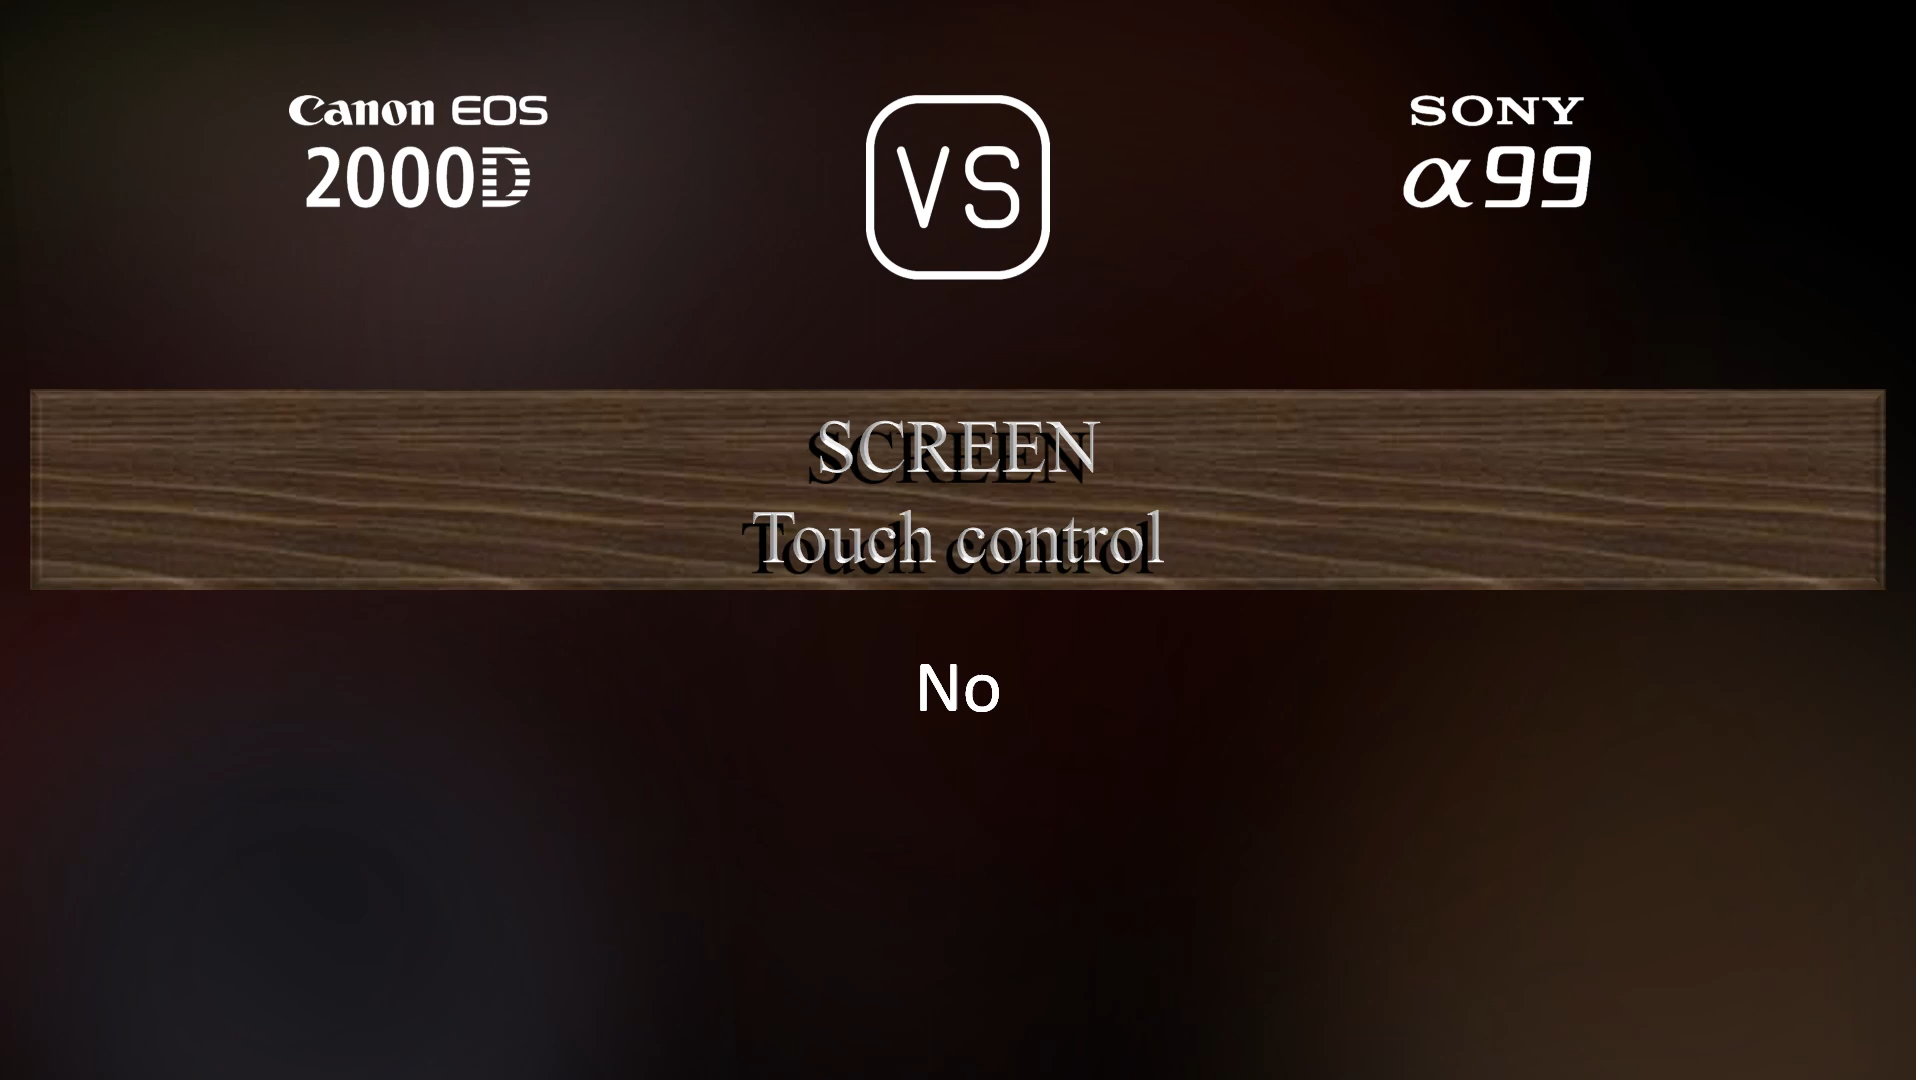 Canon EOS
2000D
VS
SONY
α99
SCREEN
Touch control
No